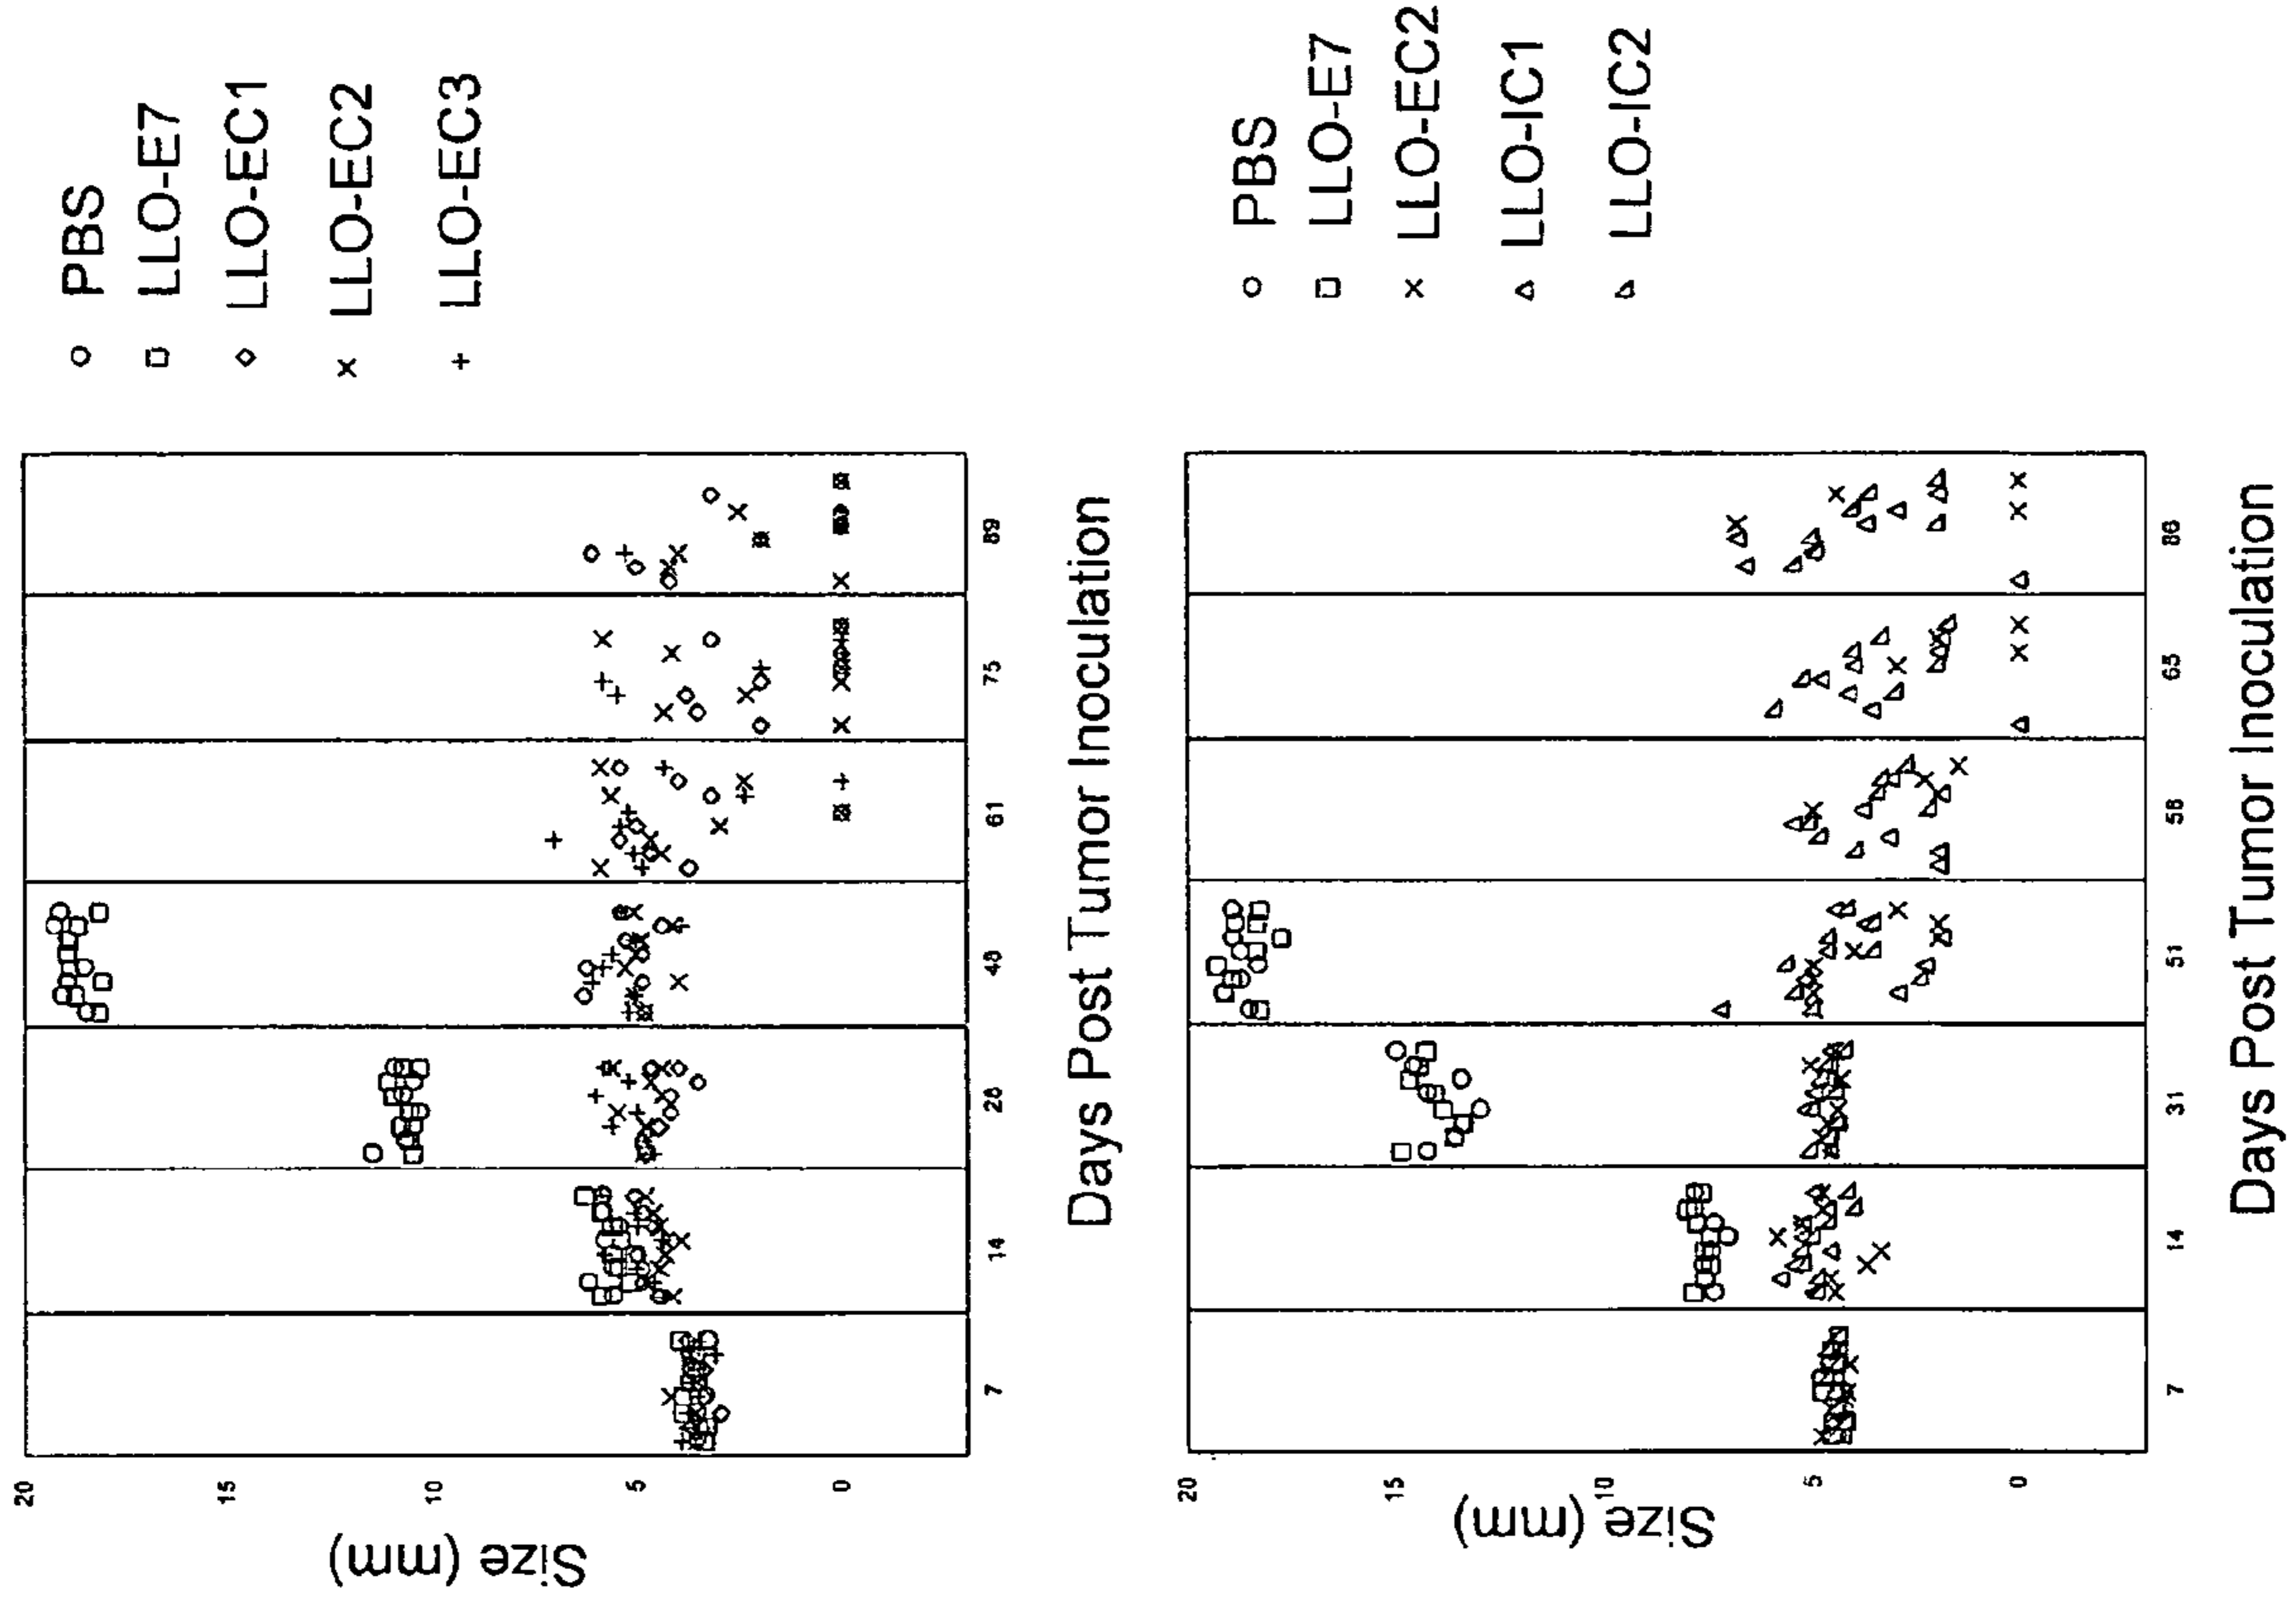 Size (mm)
20
15
10
5
0
7
14
28
48
61
75
89
Days Post Tumor Inoculation
PBS
LLO-E7
LLO-EC1
LLO-EC2
LLO-EC3
Size (mm)
20
15
10
5
0
7
14
31
51
58
65
86
Days Post Tumor Inoculation
PBS
LLO-E7
LLO-EC2
LLO-IC1
LLO-IC2